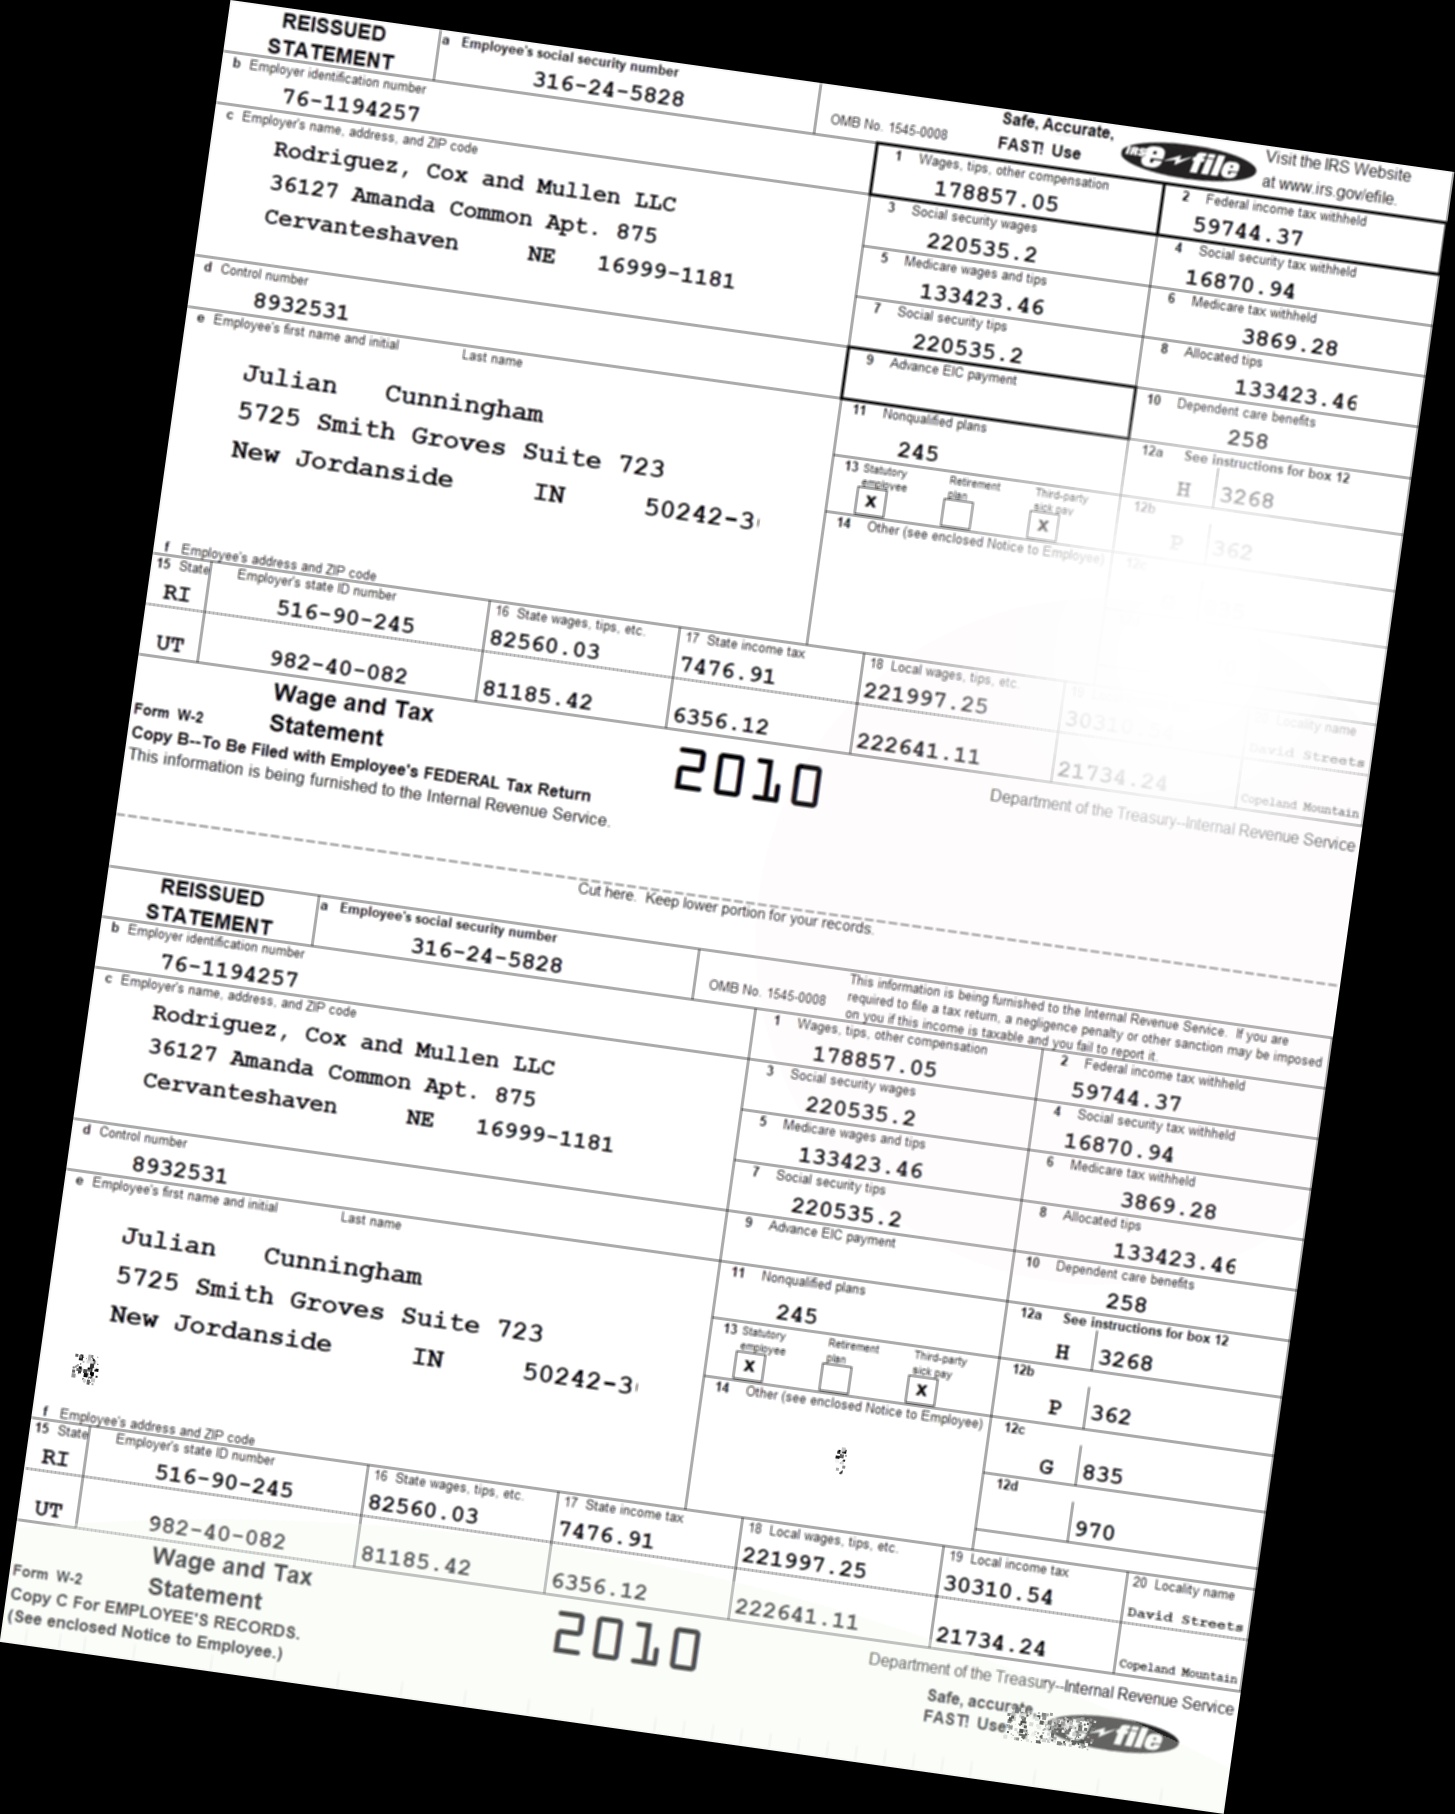 REISSUED
STATEMENT
a Employee's social security number
316-24-5828
OMB No. 1545-0008
Safe, Accurate,
FAST! Use
IRS e-file
Visit the IRS Website
at www.irs.gov/efile.
b Employer identification number
76-1194257
c Employer's name, address, and ZIP code
Rodriguez, Cox and Mullen LLC
36127 Amanda Common Apt. 875
Cervanteshaven NE 16999-1181
1 Wages, tips, other compensation
178857.05
2 Federal income tax withheld
59744.37
3 Social security wages
220535.2
4 Social security tax withheld
16870.94
5 Medicare wages and tips
133423.46
6 Medicare tax withheld
3869.28
d Control number
8932531
7 Social security tips
220535.2
8 Allocated tips
133423.46
e Employee's first name and initial Last name
Julian Cunningham
5725 Smith Groves Suite 723
New Jordanside IN 50242-3
9 Advance EIC payment
10 Dependent care benefits
258
11 Nonqualified plans
245
12a See instructions for box 12
H 3268
13 Statutory employee Retirement plan Third-party sick pay
X X
12b
P 362
14 Other (see enclosed Notice to Employee)
12c
f Employee's address and ZIP code
15 State Employer's state ID number
16 State wages, tips, etc.
17 State income tax
18 Local wages, tips, etc.
Locality name
RI 516-90-245 82560.03 7476.91 221997.25 30310.54 David Streets
UT 982-40-082 81185.42 6356.12 222641.11 21734.24 Copeland Mountain
Form W-2
Wage and Tax
Statement
2010
Department of the Treasury--Internal Revenue Service
Copy B--To Be Filed with Employee's FEDERAL Tax Return
This information is being furnished to the Internal Revenue Service.
Cut here. Keep lower portion for your records.
REISSUED
STATEMENT
a Employee's social security number
316-24-5828
OMB No. 1545-0008
This information is being furnished to the Internal Revenue Service. If you are
required to file a tax return, a negligence penalty or other sanction may be imposed
on you if this income is taxable and you fail to report it.
b Employer identification number
76-1194257
c Employer's name, address, and ZIP code
Rodriguez, Cox and Mullen LLC
36127 Amanda Common Apt. 875
Cervanteshaven NE 16999-1181
1 Wages, tips, other compensation
178857.05
2 Federal income tax withheld
59744.37
3 Social security wages
220535.2
4 Social security tax withheld
16870.94
5 Medicare wages and tips
133423.46
6 Medicare tax withheld
3869.28
d Control number
8932531
7 Social security tips
220535.2
8 Allocated tips
133423.46
e Employee's first name and initial Last name
Julian Cunningham
5725 Smith Groves Suite 723
New Jordanside IN 50242-3
9 Advance EIC payment
10 Dependent care benefits
258
11 Nonqualified plans
245
12a See instructions for box 12
H 3268
13 Statutory employee Retirement plan Third-party sick pay
X X
12b
P 362
14 Other (see enclosed Notice to Employee)
12c
G 835
12d
970
f Employee's address and ZIP code
15 State Employer's state ID number
16 State wages, tips, etc.
17 State income tax
18 Local wages, tips, etc.
19 Local income tax
20 Locality name
RI 516-90-245 82560.03 7476.91 221997.25 30310.54 David Streets
UT 982-40-082 81185.42 6356.12 222641.11 21734.24 Copeland Mountain
Form W-2
Wage and Tax
Statement
2010
Department of the Treasury--Internal Revenue Service
Copy C For EMPLOYEE'S RECORDS.
(See enclosed Notice to Employee.)
Safe, accurate,
FAST! Use
file